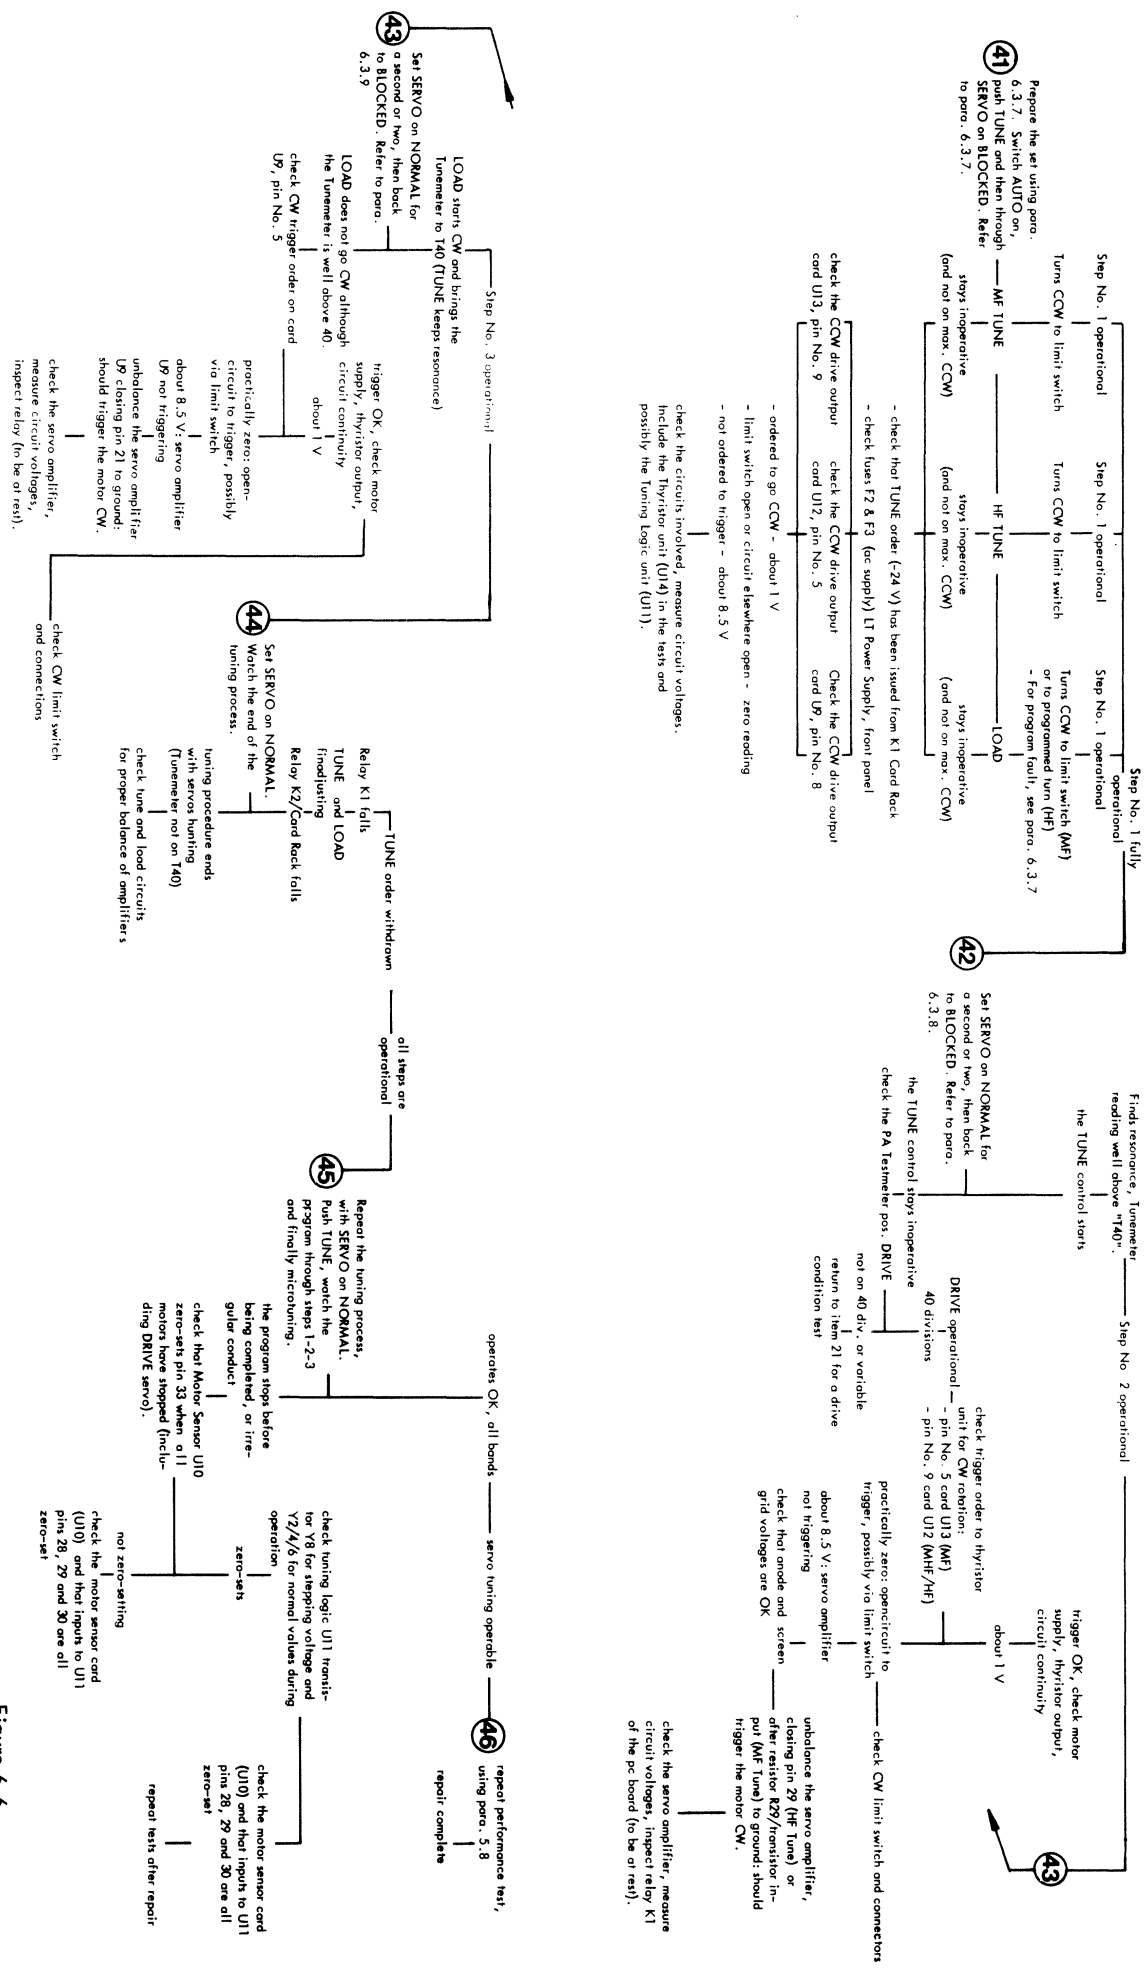 41
Prepare the set using para.
6.3.7. Switch AUTO on,
push TUNE and then through
SERVO on BLOCKED. Refer
to para. 6.3.7.
Step No. 1 fully
operational
Step No. 1 operational
Turns CCW to limit switch
MF TUNE
stays inoperative
(and not on max. CCW)
Step No. 1 operational
Turns CCW to limit switch
HF TUNE
stays inoperative
(and not on max. CCW)
Step No. 1 operational
Turns CCW to limit switch (MF)
or to programmed turn (HF)
- For program fault, see para. 6.3.7
LOAD
stays inoperative
(and not on max. CCW)
- check that TUNE order (-24 V) has been issued from K1 Card Rack
- check fuses F2 & F3 (ac supply) LT Power Supply, front panel
check the CCW drive output
card U13, pin No. 9
check the CCW drive output
card U12, pin No. 5
Check the CCW drive output
card U9, pin No. 8
- ordered to go CCW - about 1 V
- limit switch open or circuit elsewhere open - zero reading
- not ordered to trigger - about 8.5 V
check the circuits involved, measure circuit voltages.
Include the Thyristor unit (U14) in the tests and
possibly the Tuning Logic unit (U11).
42
Set SERVO on NORMAL for
a second or two, then back
to BLOCKED. Refer to para.
6.3.8.
Finds resonance, Tunemeter
reading well above "T40".
Step No 2 operational
the TUNE control starts
the TUNE control stays inoperative
check the PA Testmeter pos. DRIVE
DRIVE operational
40 divisions
not on 40 div. or variable
return to item 21 for a drive
condition test
check trigger order to thyristor
unit for CW rotation:
- pin No. 5 card U13 (MF)
- pin No. 9 card U12 (MHF/HF)
trigger OK, check motor
supply, thyristor output,
circuit continuity
about 1 V
practically zero: opencircuit to
trigger, possibly via limit switch
check CW limit switch and connectors
about 8.5 V: servo amplifier
not triggering
check that anode and screen
grid voltages are OK
unbalance the servo amplifier,
closing pin 29 (HF Tune) or
after resistor R29/transistor in-
put (MF Tune) to ground: should
trigger the motor CW.
check the servo amplifier, measure
circuit voltages, inspect relay K1
of the pc board (to be at rest).
43
43
Set SERVO on NORMAL for
a second or two, then back
to BLOCKED. Refer to para.
6.3.9
Step No. 3 operational
LOAD starts CW and brings the
Tunemeter to T40 (TUNE keeps resonance)
LOAD does not go CW although
the Tunemeter is well above 40
check CW trigger order on card
U9, pin No. 5
trigger OK, check motor
supply, thyristor output,
circuit continuity
about 1 V
practically zero: open-
circuit to trigger, possibly
via limit switch
about 8.5 V: servo amplifier
U9 not triggering
unbalance the servo amplifier
U9 closing pin 21 to ground:
should trigger the motor CW.
check the servo amplifier,
measure circuit voltages,
inspect relay (to be at rest).
check CW limit switch
and connections
44
Set SERVO on NORMAL.
Watch the end of the
tuning process.
TUNE order withdrawn
Relay K1 falls
TUNE and LOAD
finadjusting
Relay K2/Card Rack falls
tuning procedure ends
with servos hunting
(Tunemeter not on T40)
check tune and load circuits
for proper balance of amplifiers
all steps are
operational
45
Repeat the tuning process,
with SERVO on NORMAL.
Push TUNE, watch the
program through steps 1-2-3
and finally microtuning.
operates OK, all bands
servo tuning operable
the program stops before
being completed, or irre-
gular conduct
check that Motor Sensor U10
zero-sets pin 33 when all
motors have stopped (inclu-
ding DRIVE servo).
check tuning logic U11 transis-
tor Y8 for stepping voltage and
Y2/4/6 for normal values during
operation
zero-sets
not zero-setting
check the motor sensor card
(U10) and that inputs to U11
pins 28, 29 and 30 are all
zero-set
46
repeat performance test,
using para. 5.8
repair complete
check the motor sensor card
(U10) and that inputs to U11
pins 28, 29 and 30 are all
zero-set
repeat tests after repair